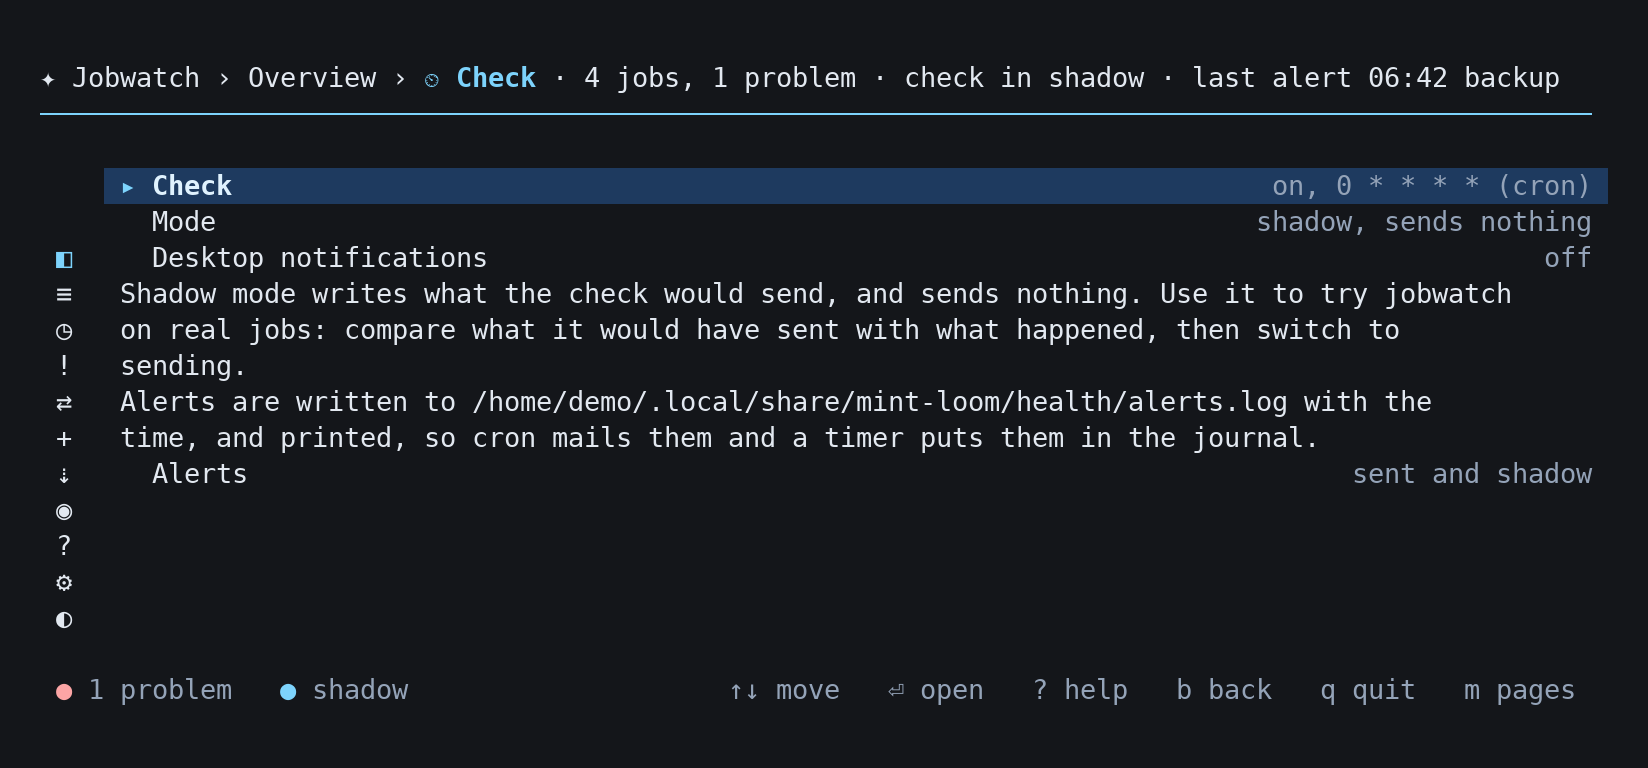 ✦ Jobwatch › Overview › ⏲ Check · 4 jobs, 1 problem · check in shadow · last alert 06:42 backup
▸ Check on, 0 * * * * (cron)
Mode shadow, sends nothing
◧ Desktop notifications off
≡ Shadow mode writes what the check would send, and sends nothing. Use it to try jobwatch
◷ on real jobs: compare what it would have sent with what happened, then switch to
! sending.
⇄ Alerts are written to /home/demo/.local/share/mint-loom/health/alerts.log with the
+ time, and printed, so cron mails them and a timer puts them in the journal.
⇣ Alerts sent and shadow
◉
?
⚙
◐
● 1 problem ● shadow ↑↓ move ⏎ open ? help b back q quit m pages